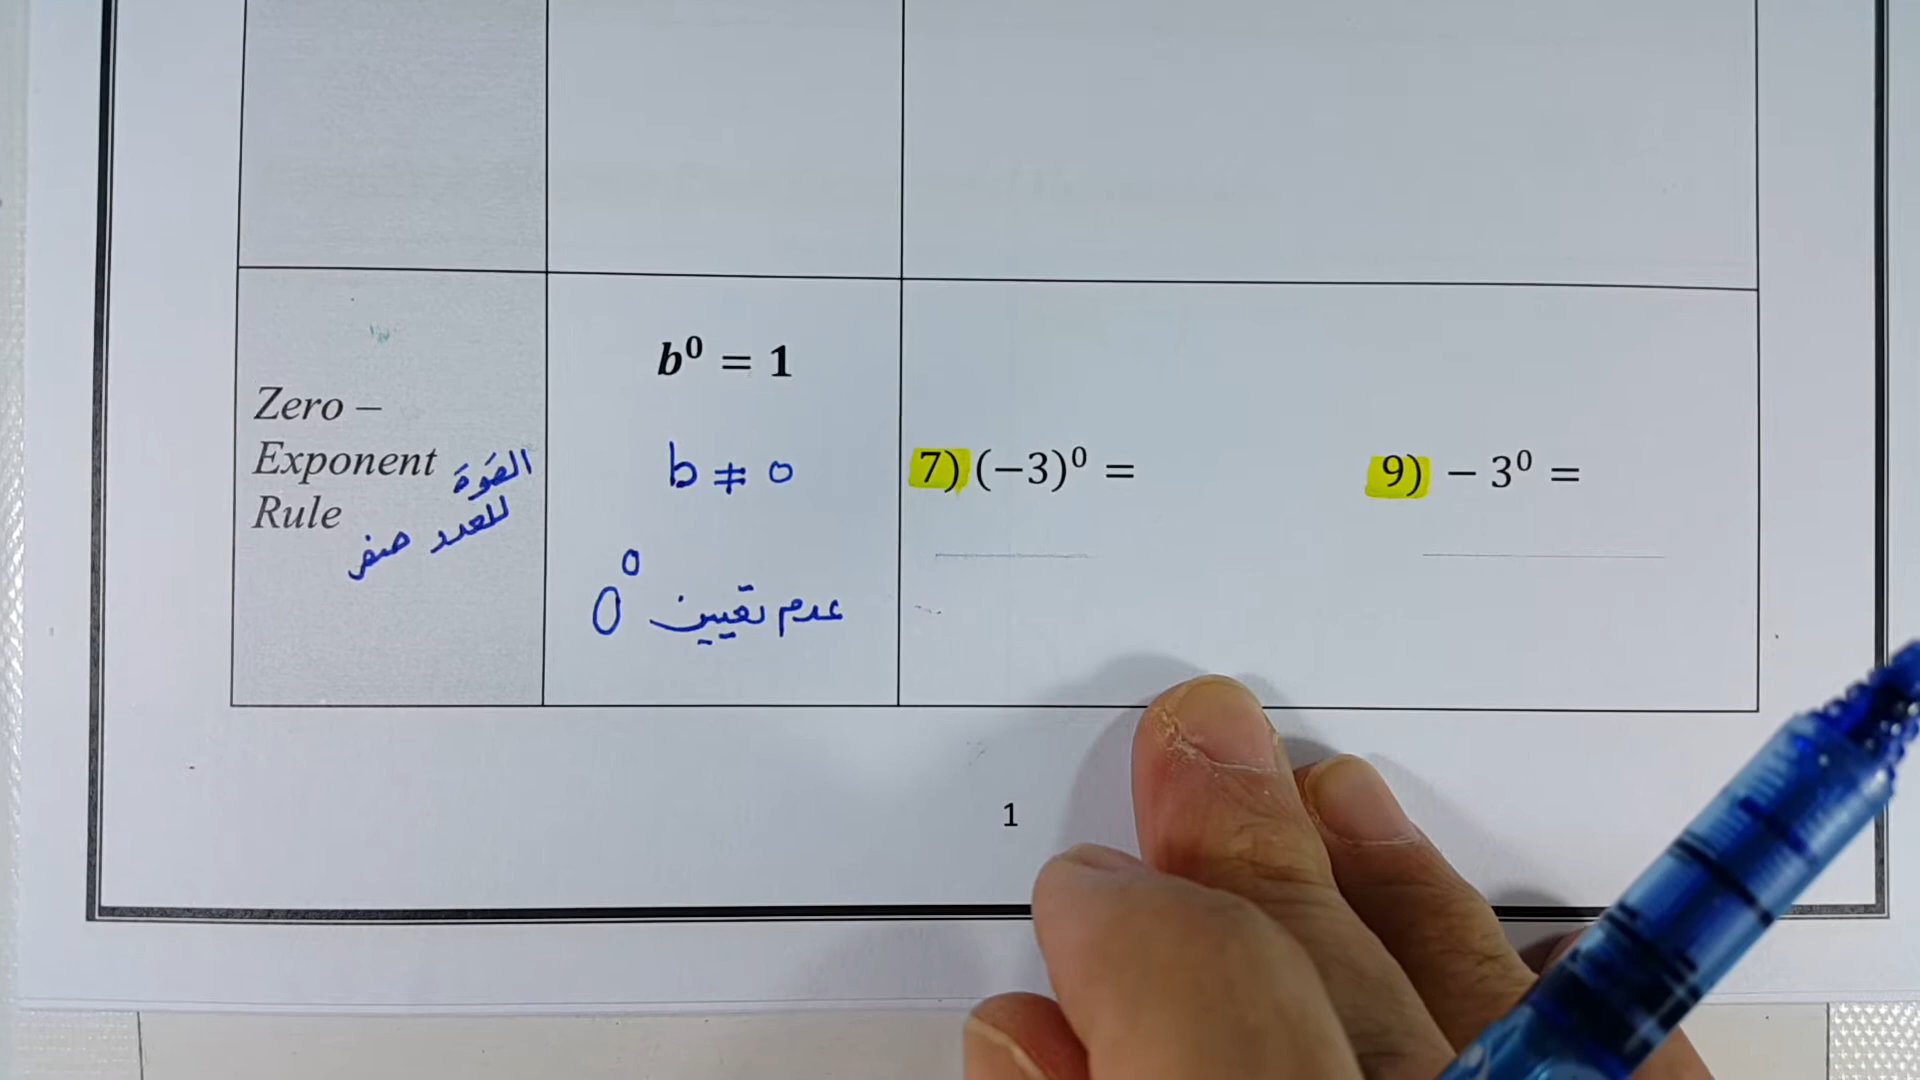 Zero –
Exponent القوة
Rule للعدد صفر
b⁰ = 1
b ≠ 0
0⁰ عدم تعيين
7) (−3)⁰ =
9) − 3⁰ =
1